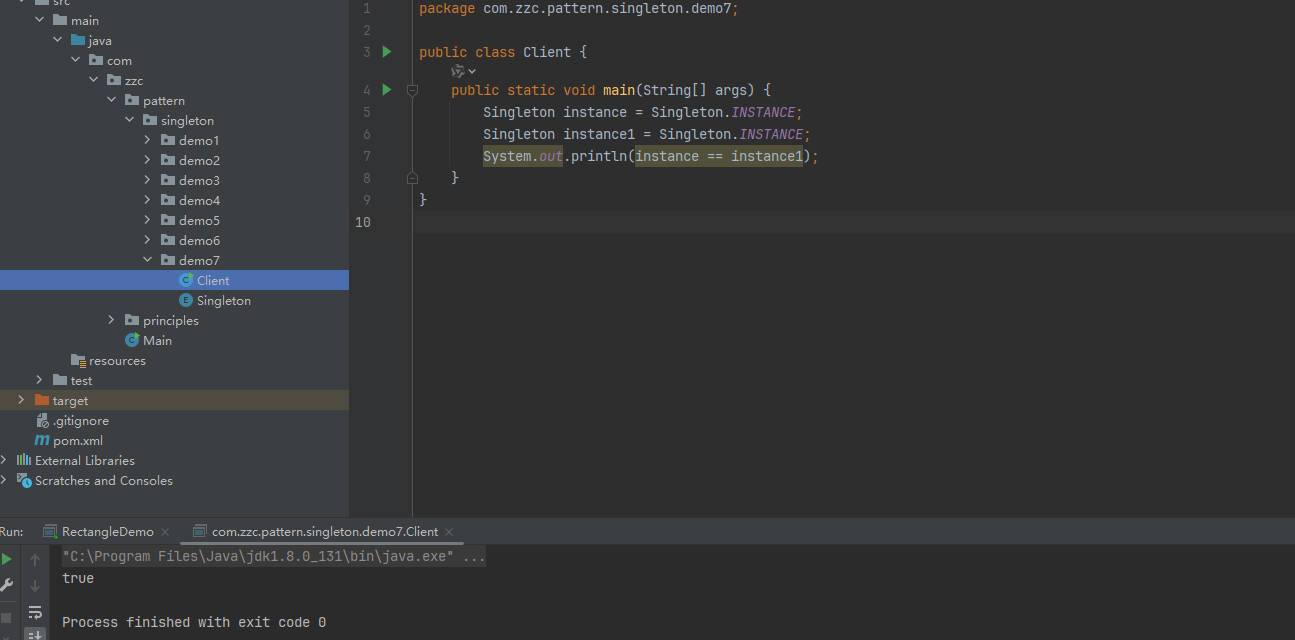 src
main
java
com
zzc
pattern
singleton
demo1
demo2
demo3
demo4
demo5
demo6
demo7
Client
Singleton
principles
Main
resources
test
target
.gitignore
pom.xml
External Libraries
Scratches and Consoles
1 package com.zzc.pattern.singleton.demo7;
2
3 public class Client {
4 public static void main(String[] args) {
5 Singleton instance = Singleton.INSTANCE;
6 Singleton instance1 = Singleton.INSTANCE;
7 System.out.println(instance == instance1);
8 }
9 }
10
Run: RectangleDemo com.zzc.pattern.singleton.demo7.Client
"C:\Program Files\Java\jdk1.8.0_131\bin\java.exe" ...
true
Process finished with exit code 0